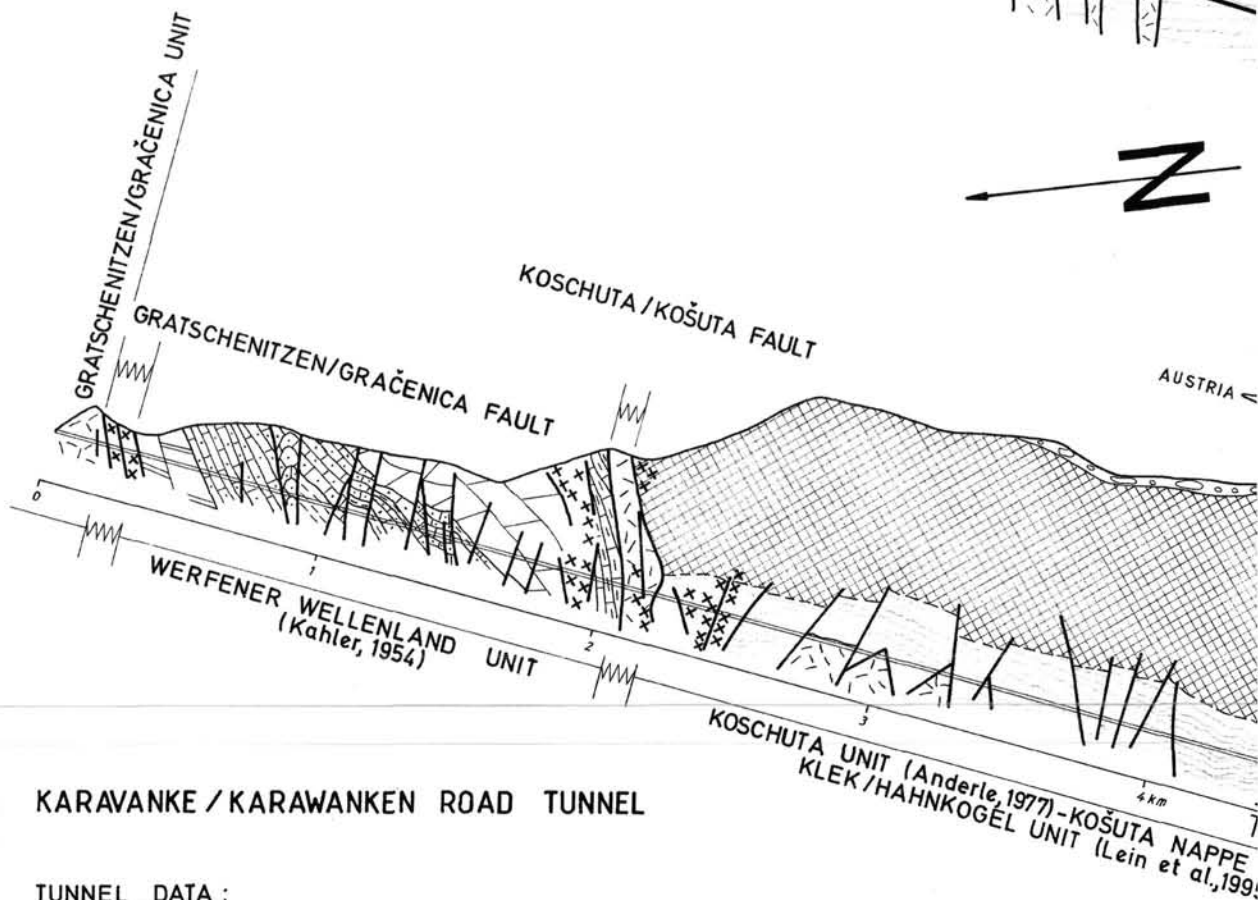 GRATSCHENITZEN/GRAČENICA UNIT
N
KOSCHUTA/KOŠUTA FAULT
GRATSCHENITZEN/GRAČENICA FAULT
AUSTRIA
0
1
2
3
4 km
WERFENER WELLENLAND UNIT
(Kahler, 1954)
KOSCHUTA UNIT (Anderle, 1977)-KOŠUTA NAPPE
KLEK/HAHNKOGEL UNIT (Lein et al., 1995
KARAVANKE/KARAWANKEN ROAD TUNNEL
TUNNEL DATA: